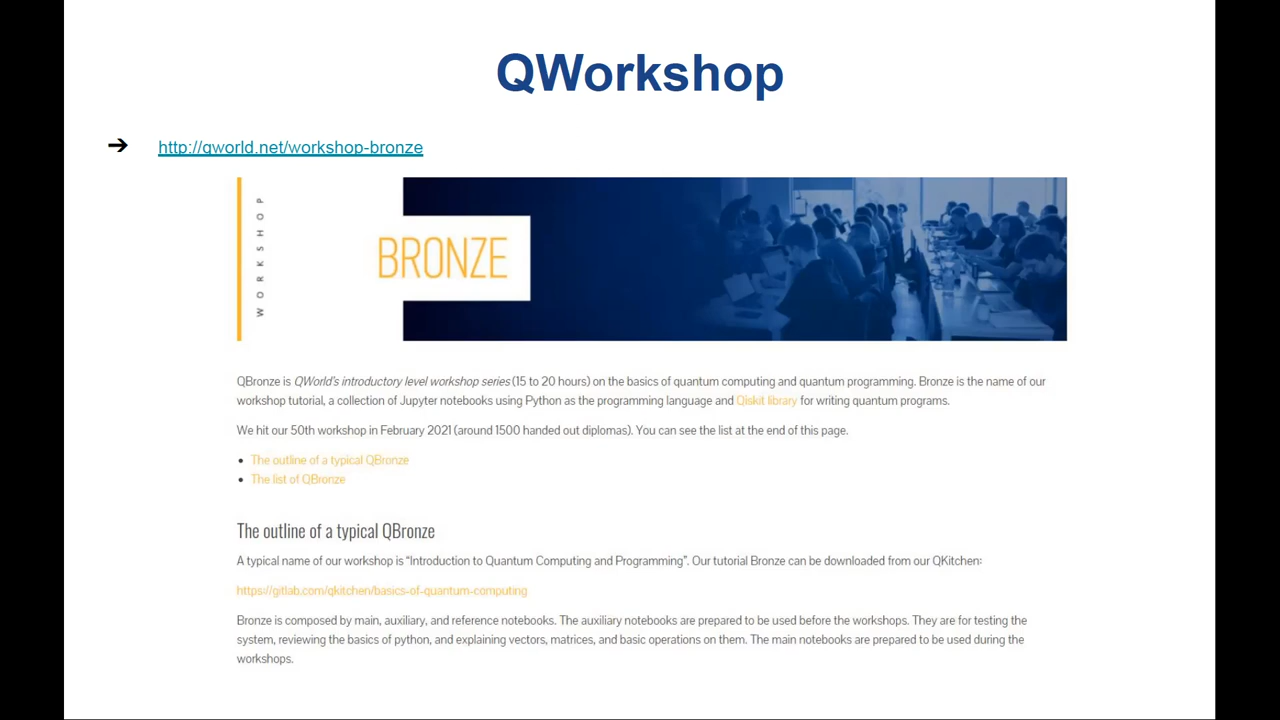 QWorkshop
➔ http://qworld.net/workshop-bronze
WORKSHOP
BRONZE
QBronze is QWorld's introductory level workshop series (15 to 20 hours) on the basics of quantum computing and quantum programming. Bronze is the name of our
workshop tutorial, a collection of Jupyter notebooks using Python as the programming language and Qiskit library for writing quantum programs.
We hit our 50th workshop in February 2021 (around 1500 handed out diplomas). You can see the list at the end of this page.
• The outline of a typical QBronze
• The list of QBronze
The outline of a typical QBronze
A typical name of our workshop is “Introduction to Quantum Computing and Programming”. Our tutorial Bronze can be downloaded from our QKitchen:
https://gitlab.com/qkitchen/basics-of-quantum-computing
Bronze is composed by main, auxiliary, and reference notebooks. The auxiliary notebooks are prepared to be used before the workshops. They are for testing the
system, reviewing the basics of python, and explaining vectors, matrices, and basic operations on them. The main notebooks are prepared to be used during the
workshops.